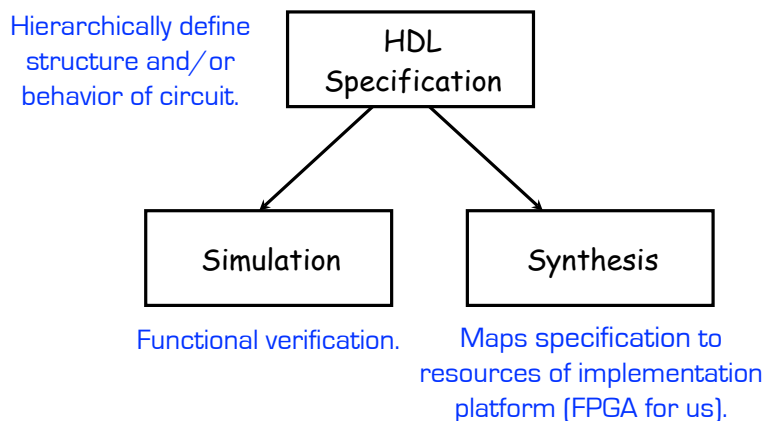 Hierarchically define
structure and/or
behavior of circuit.
HDL
Specification
Simulation
Synthesis
Functional verification.
Maps specification to
resources of implementation
platform (FPGA for us).